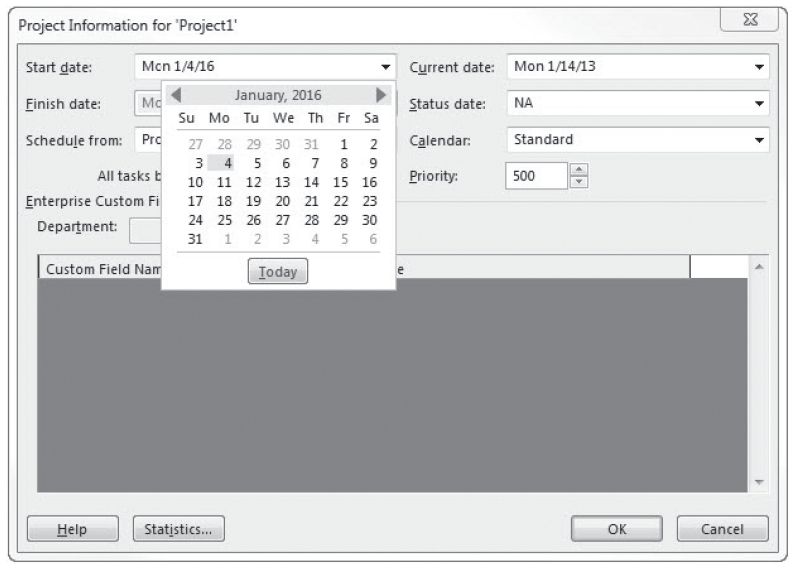 Project Information for 'Project1'
Start date: Mon 1/4/16 Current date: Mon 1/14/13
Finish date: Mo Status date: NA
Schedule from: Pro Calendar: Standard
All tasks b Priority: 500
Enterprise Custom Fi
Department:
Custom Field Nam e
January, 2016
Su Mo Tu We Th Fr Sa
27 28 29 30 31 1 2
3 4 5 6 7 8 9
10 11 12 13 14 15 16
17 18 19 20 21 22 23
24 25 26 27 28 29 30
31 1 2 3 4 5 6
Today
Help Statistics... OK Cancel